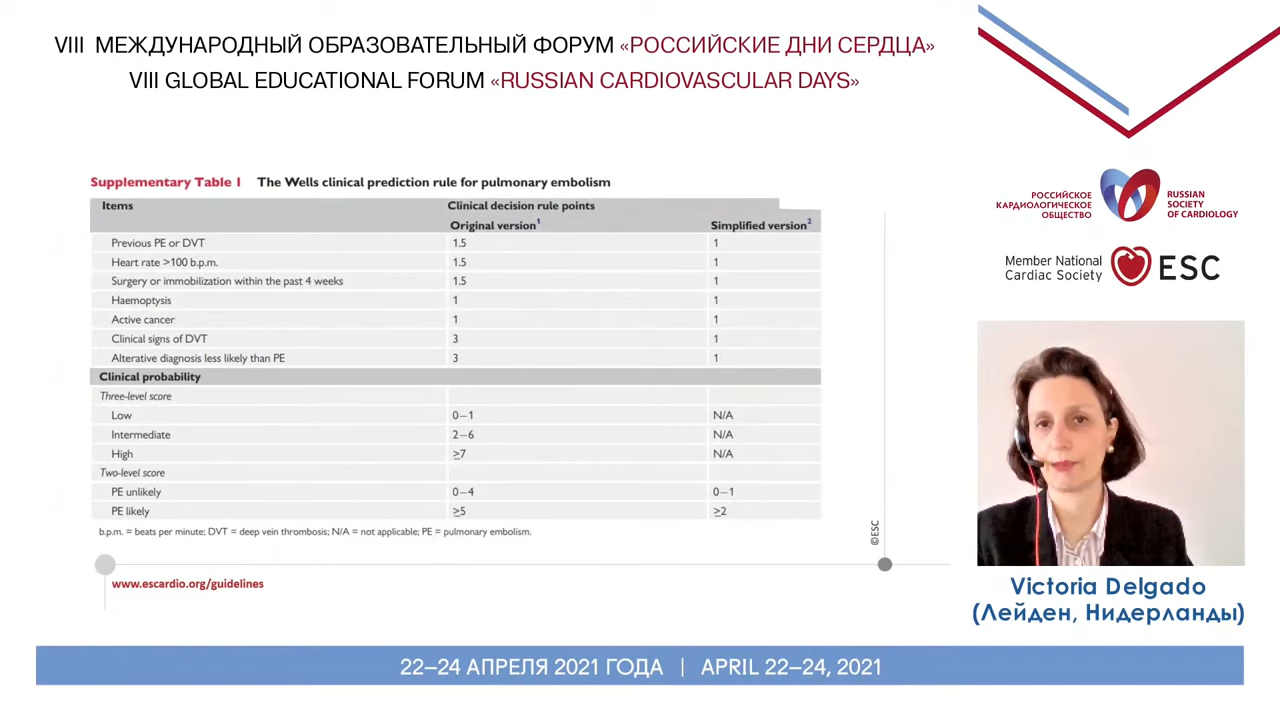 VIII МЕЖДУНАРОДНЫЙ ОБРАЗОВАТЕЛЬНЫЙ ФОРУМ «РОССИЙСКИЕ ДНИ СЕРДЦА»
VIII GLOBAL EDUCATIONAL FORUM «RUSSIAN CARDIOVASCULAR DAYS»
Supplementary Table 1 The Wells clinical prediction rule for pulmonary embolism
Items Clinical decision rule points
Original version1 Simplified version2
Previous PE or DVT 1.5 1
Heart rate >100 b.p.m. 1.5 1
Surgery or immobilization within the past 4 weeks 1.5 1
Haemoptysis 1 1
Active cancer 1 1
Clinical signs of DVT 3 1
Alterative diagnosis less likely than PE 3 1
Clinical probability
Three-level score
Low 0–1 N/A
Intermediate 2–6 N/A
High ≥7 N/A
Two-level score
PE unlikely 0–4 0–1
PE likely ≥5 ≥2
b.p.m. = beats per minute; DVT = deep vein thrombosis; N/A = not applicable; PE = pulmonary embolism.
©ESC
www.escardio.org/guidelines
РОССИЙСКОЕ
КАРДИОЛОГИЧЕСКОЕ
ОБЩЕСТВО
RUSSIAN
SOCIETY
OF CARDIOLOGY
Member National
Cardiac Society
ESC
Victoria Delgado
(Лейден, Нидерланды)
22–24 АПРЕЛЯ 2021 ГОДА | APRIL 22–24, 2021